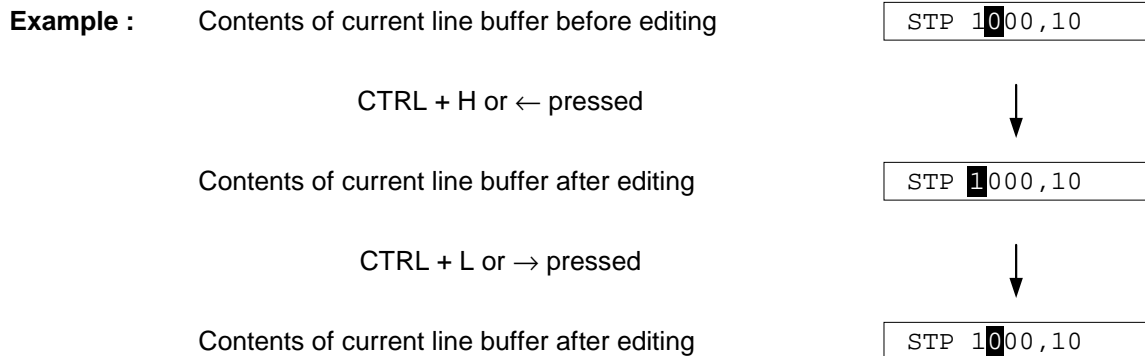 Example : Contents of current line buffer before editing STP 1000,10
CTRL + H or ← pressed
Contents of current line buffer after editing STP 1000,10
CTRL + L or → pressed
Contents of current line buffer after editing STP 1000,10